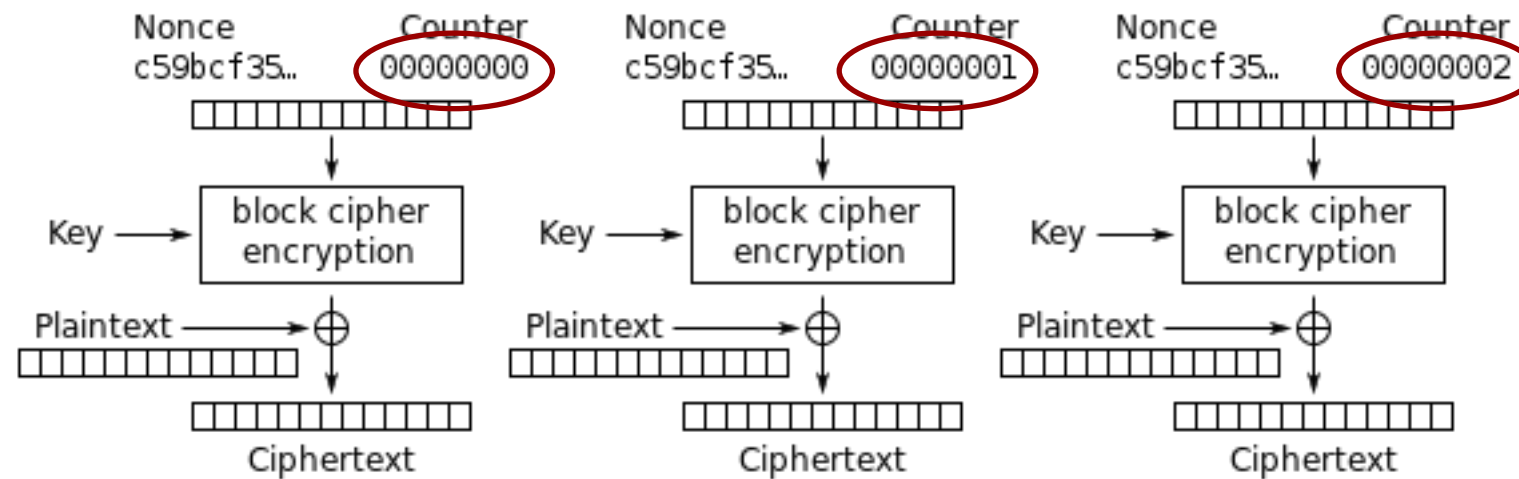 Nonce Counter Nonce Counter Nonce Counter
c59bcf35… 00000000 c59bcf35… 00000001 c59bcf35… 00000002
block cipher block cipher block cipher
Key encryption Key encryption Key encryption
Plaintext Plaintext Plaintext
Ciphertext Ciphertext Ciphertext